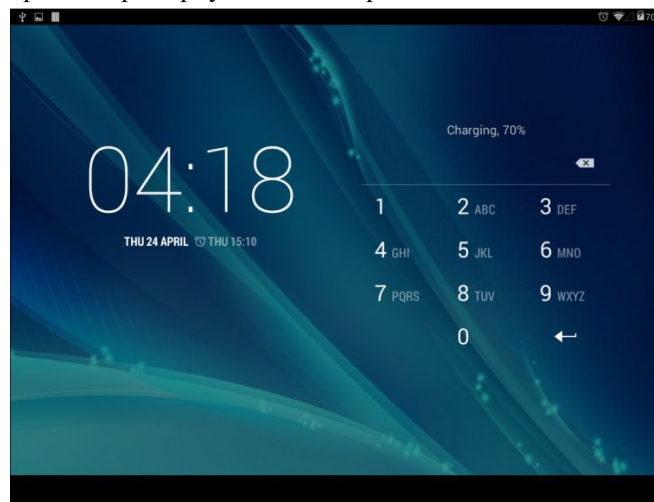 70
Charging, 70%
04:18
THU 24 APRIL THU 15:10
1
2 ABC
3 DEF
4 GHI
5 JKL
6 MNO
7 PQRS
8 TUV
9 WXYZ
0